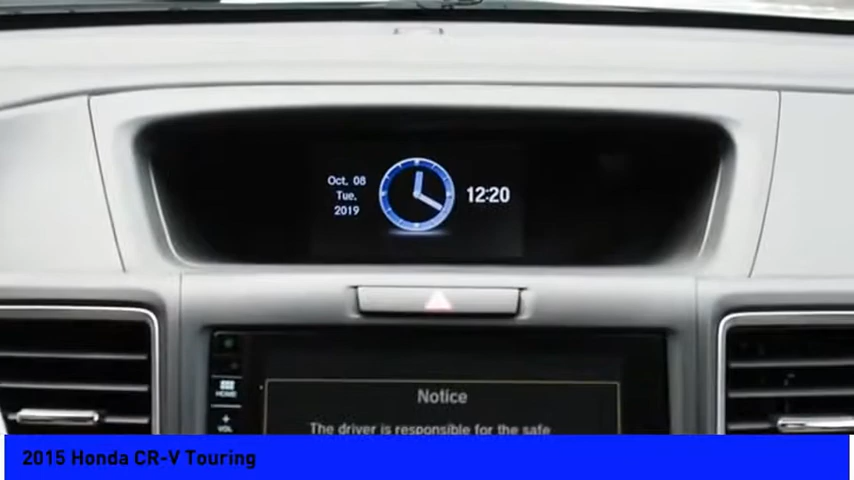 Oct. 08
Tue.
2019
12:20
HOME
+
VOL
Notice
The driver is responsible for the safe
2015 Honda CR-V Touring